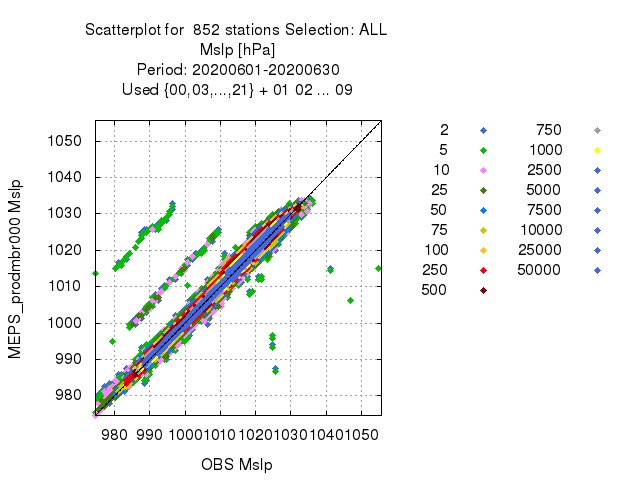 Scatterplot for 852 stations Selection: ALL
Mslp [hPa]
Period: 20200601-20200630
Used {00,03,...,21} + 01 02 ... 09
1050
1040
1030
1020
1010
1000
990
980
MEPS_prodmbr000 Mslp
980 990 1000 1010 1020 1030 1040 1050
OBS Mslp
2 750
5 1000
10 2500
25 5000
50 7500
75 10000
100 25000
250 50000
500